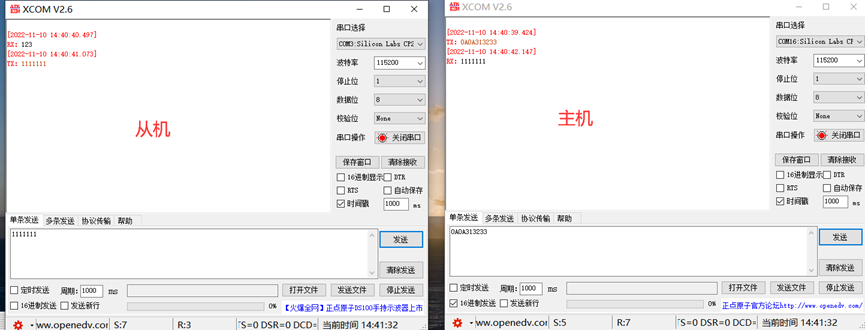 XCOM V2.6
[2022-11-10 14:40:40.497]
RX: 123
[2022-11-10 14:40:41.073]
TX: 1111111
从机
串口选择
COM3:Silicon Labs CP2
波特率
115200
停止位
1
数据位
8
校验位
None
串口操作
关闭串口
保存窗口
清除接收
16进制显示
DTR
RTS
自动保存
时间戳
1000
ms
单条发送
多条发送
协议传输
帮助
1111111
发送
清除发送
定时发送
周期:
1000
ms
打开文件
发送文件
停止发送
16进制发送
发送新行
0%
【火爆全网】正点原子DS100手持示波器上市
ww.openedv.com
S:7
R:3
CTS=0 DSR=0 DCD=
当前时间 14:41:32
XCOM V2.6
[2022-11-10 14:40:39.424]
TX: 0A0A313233
[2022-11-10 14:40:42.147]
RX: 1111111
主机
串口选择
COM16:Silicon Labs CP
波特率
115200
停止位
1
数据位
8
校验位
None
串口操作
关闭串口
保存窗口
清除接收
16进制显示
DTR
RTS
自动保存
时间戳
1000
ms
单条发送
多条发送
协议传输
帮助
0A0A313233
发送
清除发送
定时发送
周期:
1000
ms
打开文件
发送文件
停止发送
16进制发送
发送新行
0%
正点原子官方论坛http://www.openedv.com/
ww.openedv.com
S:5
R:7
CTS=0 DSR=0 DCD=
当前时间 14:41:32